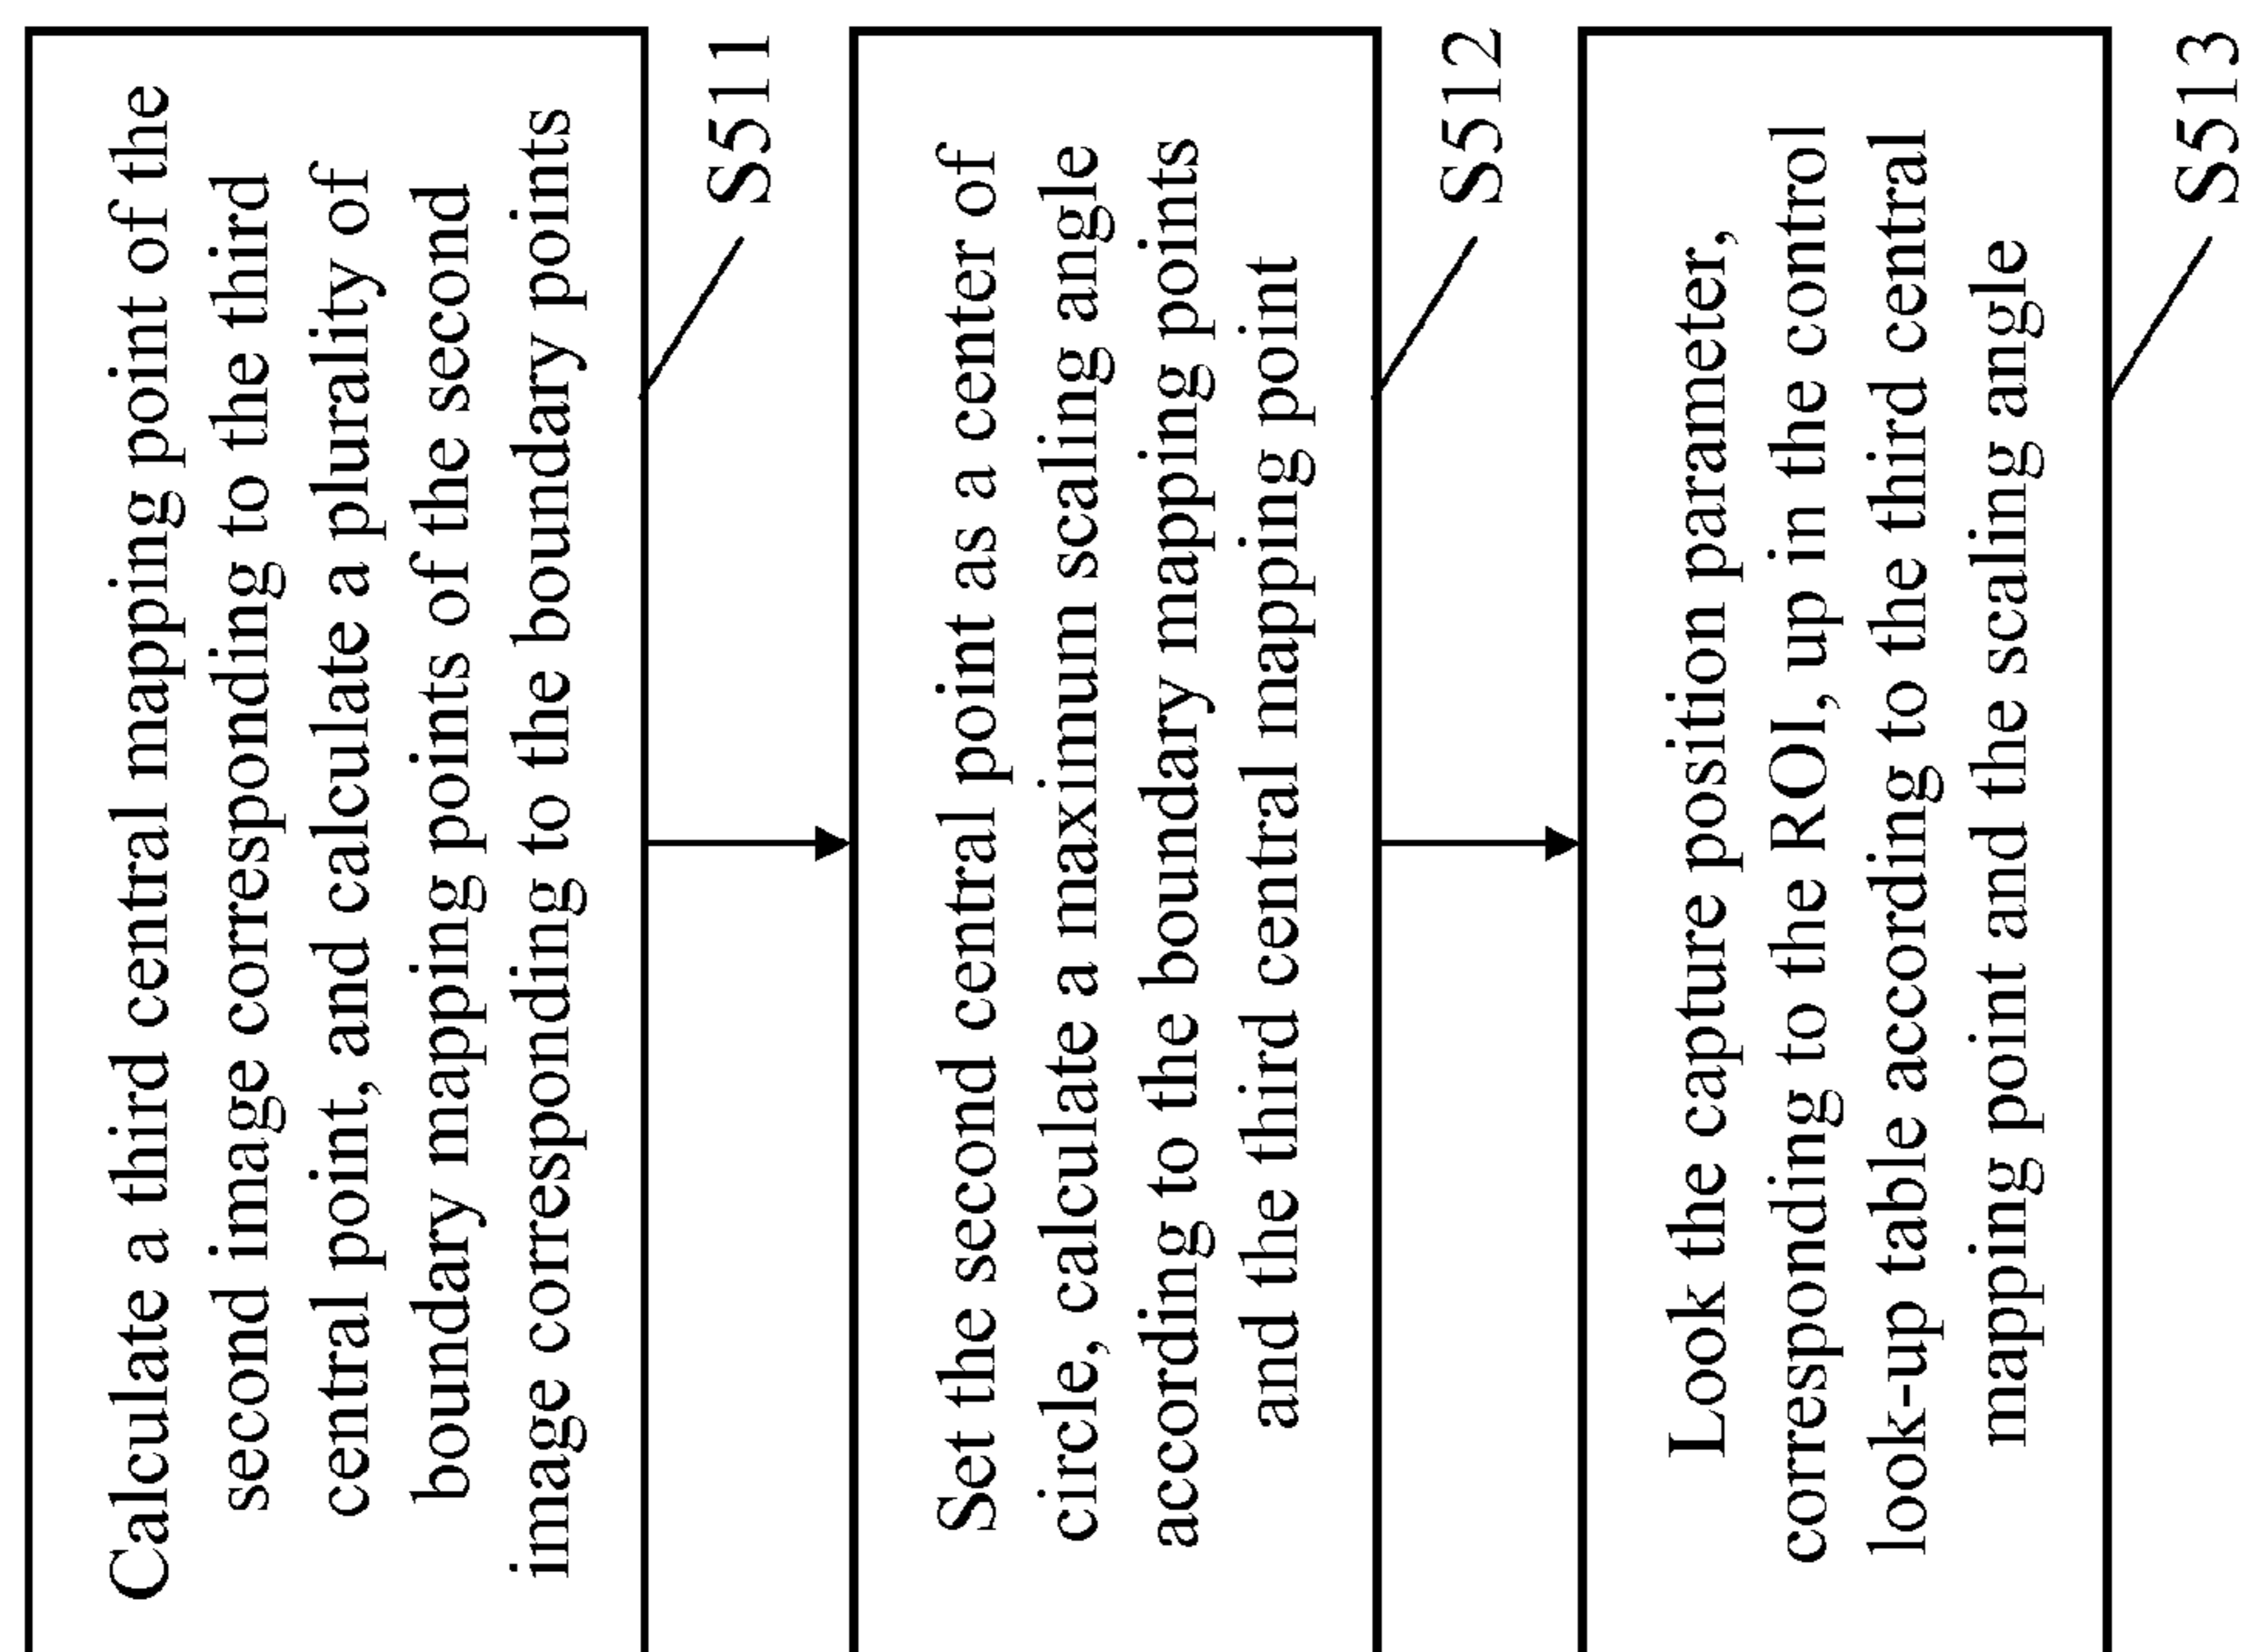 Calculate a third central mapping point of the
second image corresponding to the third
central point, and calculate a plurality of
boundary mapping points of the second
image corresponding to the boundary points
S511
Set the second central point as a center of
circle, calculate a maximum scaling angle
according to the boundary mapping points
and the third central mapping point
S512
Look the capture position parameter,
corresponding to the ROI, up in the control
look-up table according to the third central
mapping point and the scaling angle
S513